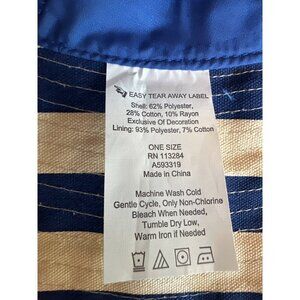 EASY TEAR AWAY LABEL
Shell: 62% Polyester,
28% Cotton, 10% Rayon
Exclusive Of Decoration
Lining: 93% Polyester, 7% Cotton
ONE SIZE
RN 113284
A593319
Made in China
Machine Wash Cold
Gentle Cycle, Only Non-Chlorine
Bleach When Needed,
Tumble Dry Low,
Warm Iron if Needed